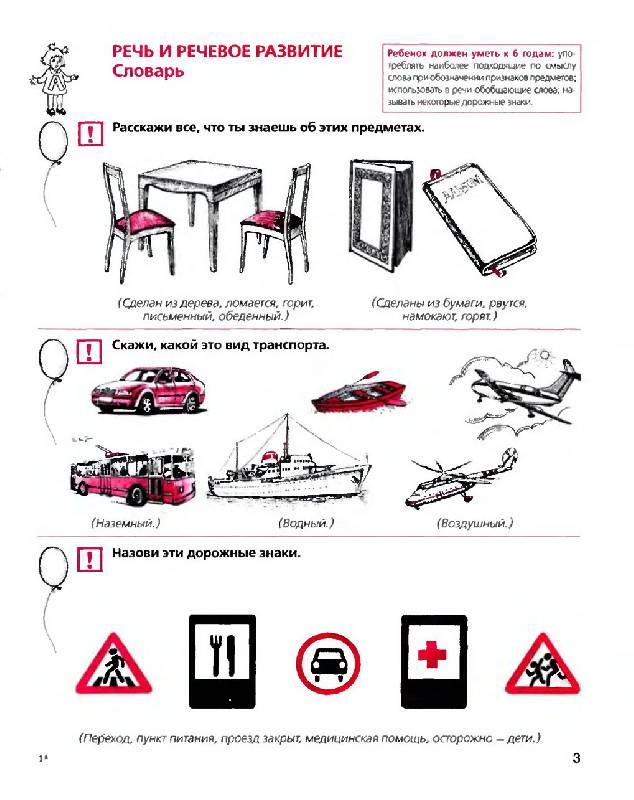 РЕЧЬ И РЕЧЕВОЕ РАЗВИТИЕ
Словарь
Ребенок должен уметь к 6 годам: упо-
треблять наиболее подходящие по смыслу
слова при обозначении признаков предметов;
использовать в речи обобщающие слова; на-
зывать некоторые дорожные знаки.
! Расскажи все, что ты знаешь об этих предметах.
АЛЬБОМ
(Сделан из дерева, ломается, горит,
письменный, обеденный.)
(Сделаны из бумаги, рвутся,
намокают, горят.)
! Скажи, какой это вид транспорта.
(Наземный.)
(Водный.)
(Воздушный.)
! Назови эти дорожные знаки.
(Переход, пункт питания, проезд закрыт, медицинская помощь, осторожно – дети.)
1*
3